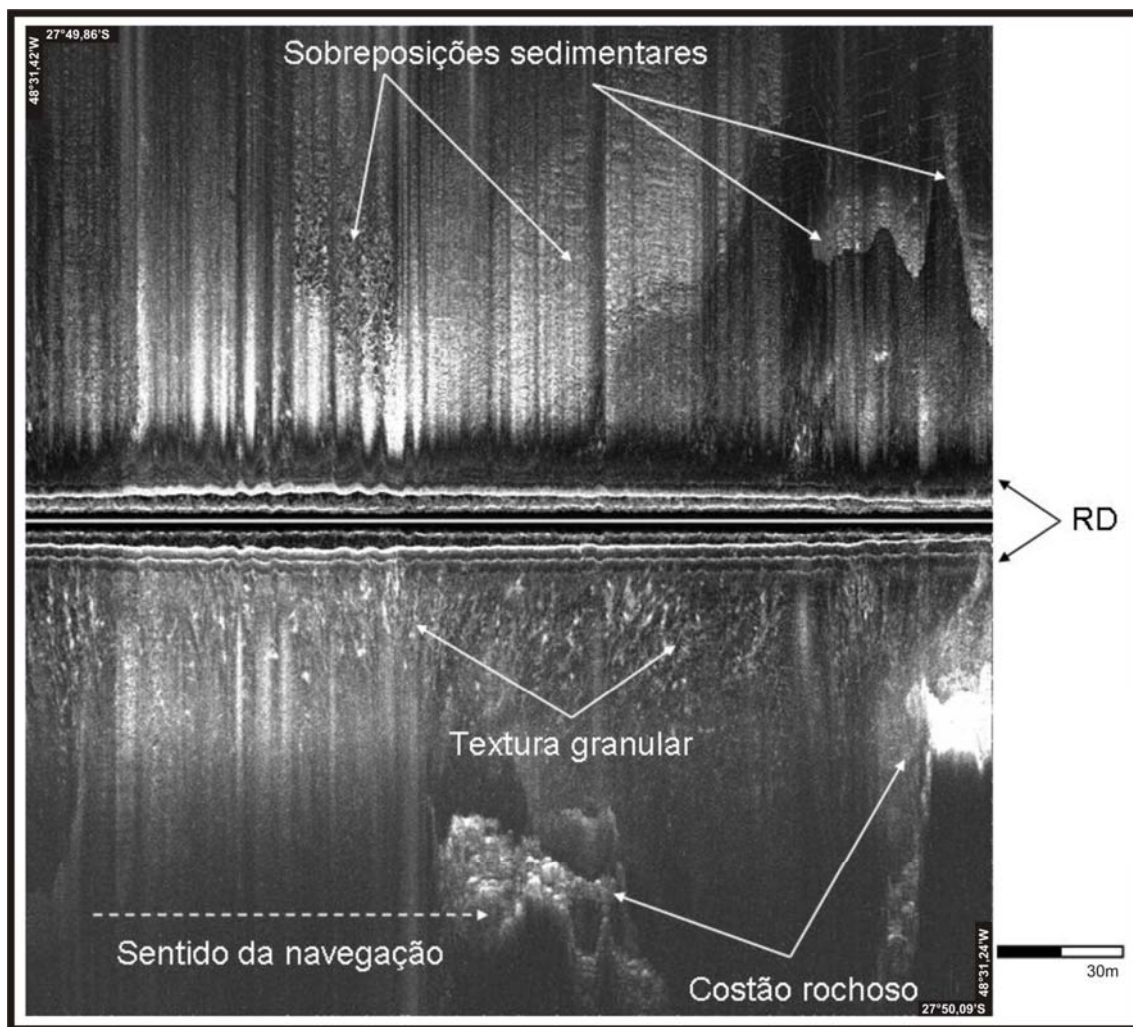 27°49,86'S
48°31,42'W
Sobreposições sedimentares
RD
Textura granular
Sentido da navegação
Costão rochoso
48°31,24'W
27°50,09'S
30m